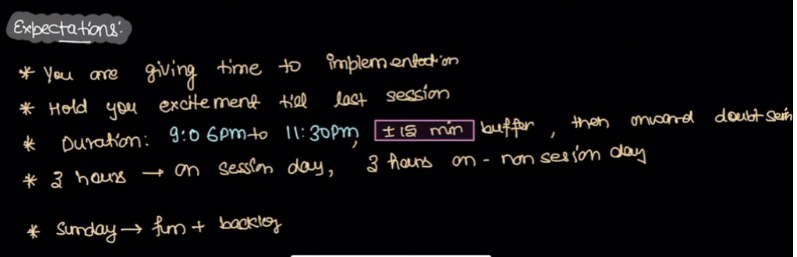 Expectations:
* You are giving time to implementation
* Hold you excitement till last session
* Duration: 9:06pm to 11:30pm, ±15 min buffer, then onward doubt
* 3 hours → on session day, 3 hours on - non session day
* Sunday → fun + backlog